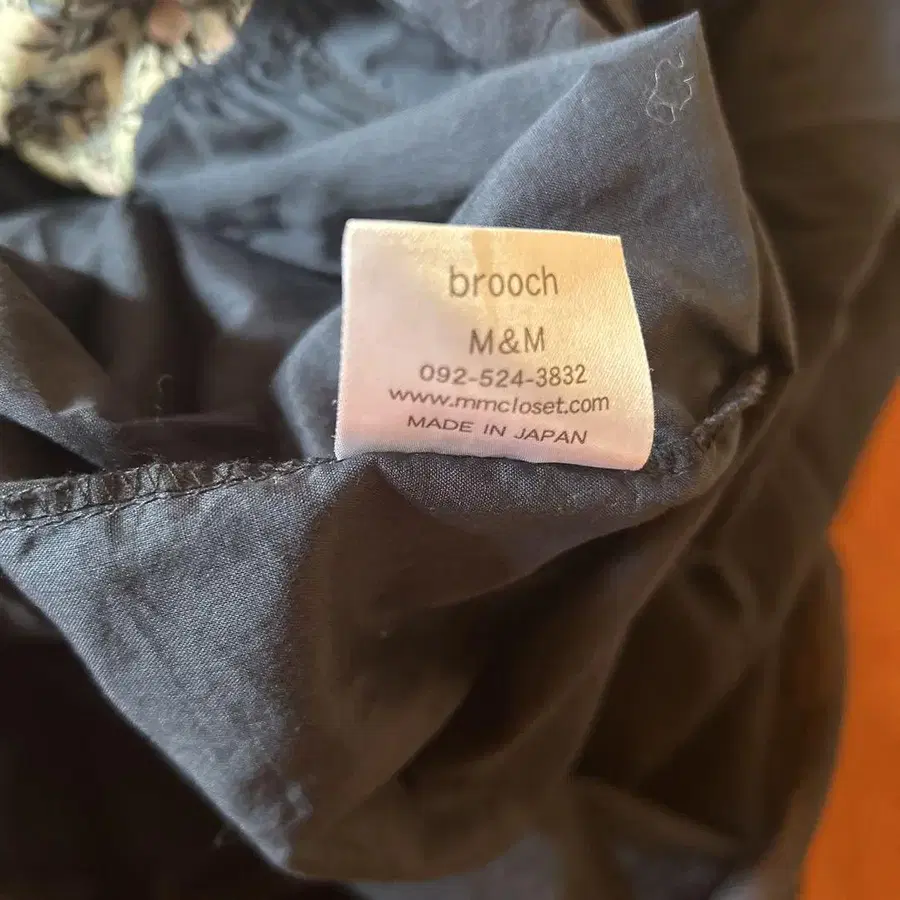 brooch
M&M
092-524-3832
www.mmcloset.com
MADE IN JAPAN